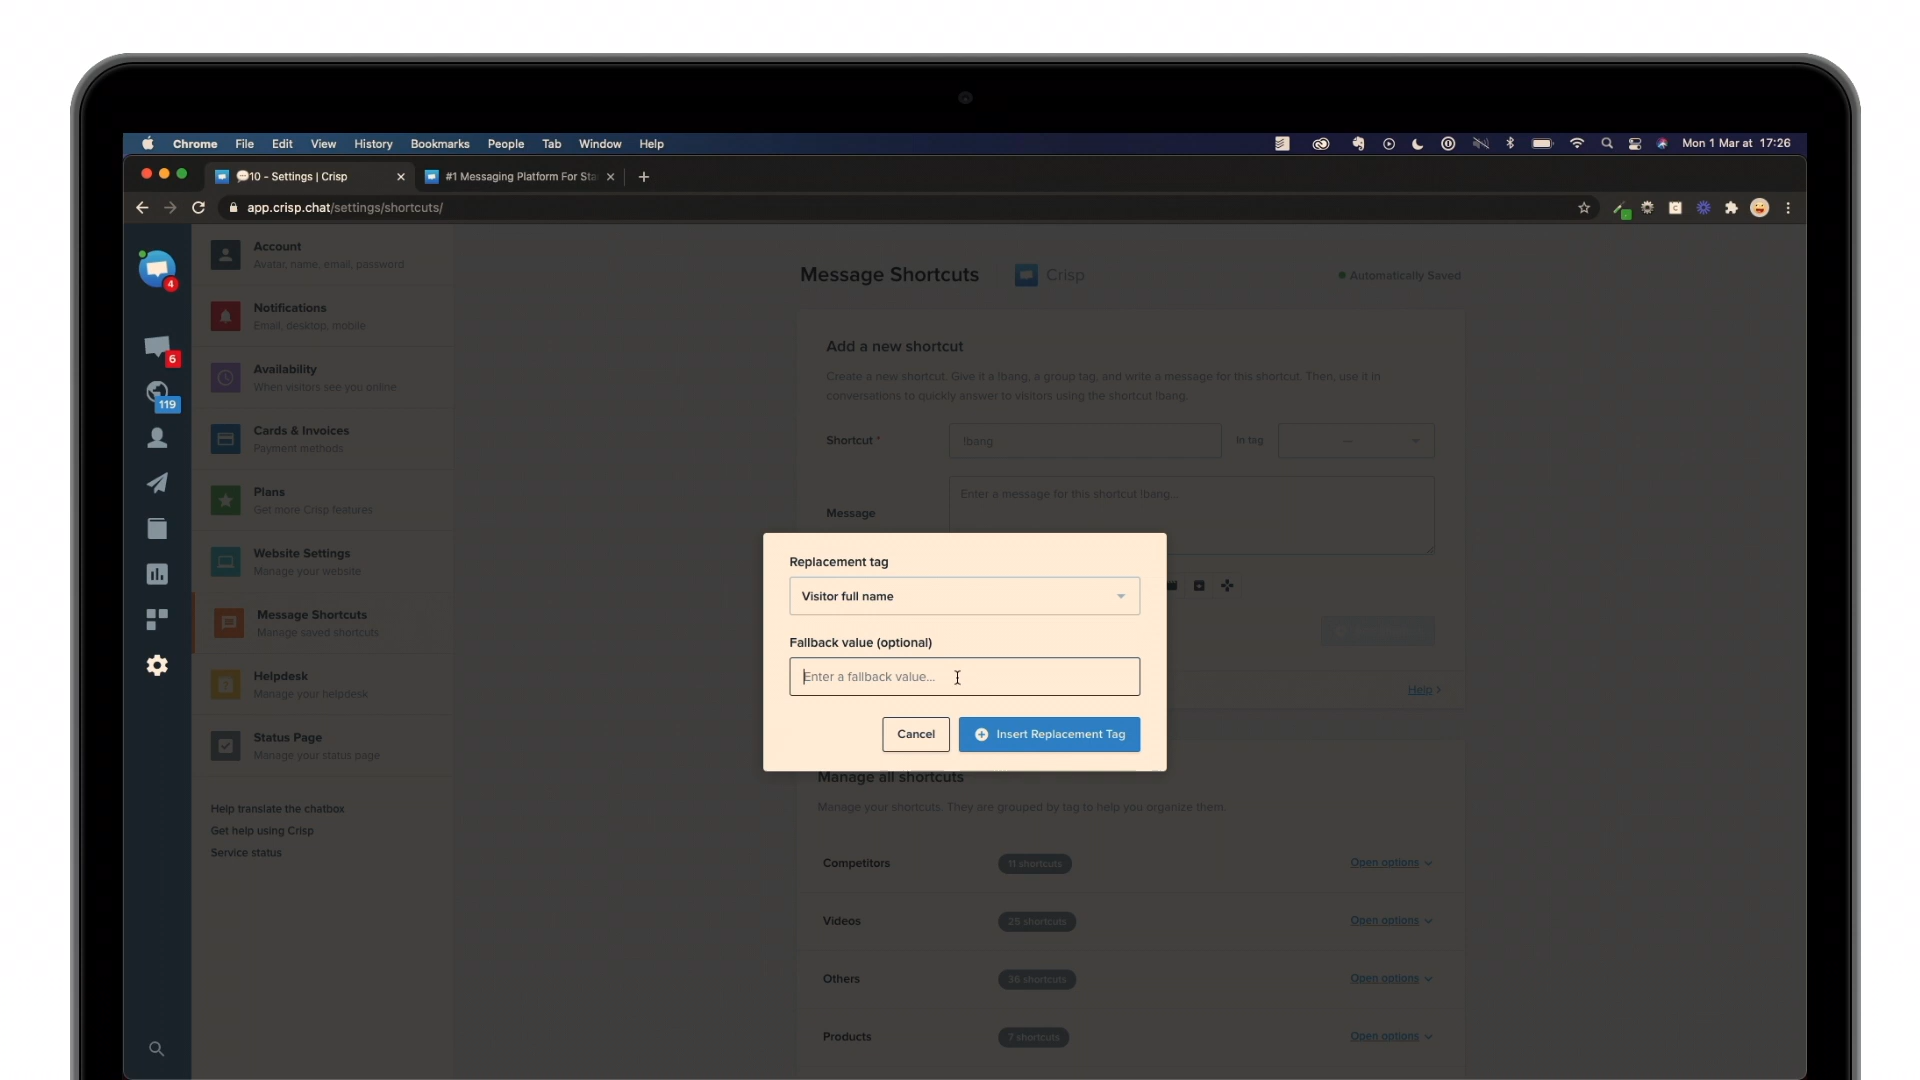 Chrome File Edit View History Bookmarks People Tab Window Help
Mon 1 Mar at 17:26
10 - Settings | Crisp
#1 Messaging Platform For Sta
app.crisp.chat/settings/shortcuts/
4
6
119
Account
Avatar, name, email, password
Notifications
Email, desktop, mobile
Availability
When visitors see you online
Cards & Invoices
Payment methods
Plans
Get more Crisp features
Website Settings
Manage your website
Message Shortcuts
Manage saved shortcuts
Helpdesk
Manage your helpdesk
Status Page
Manage your status page
Help translate the chatbox
Get help using Crisp
Service status
Message Shortcuts
Crisp
Automatically Saved
Add a new shortcut
Create a new shortcut. Give it a !bang, a group tag, and write a message for this shortcut. Then, use it in
conversations to quickly answer to visitors using the shortcut !bang.
Shortcut *
!bang
In tag
--
Message
Enter a message for this shortcut !bang...
Replacement tag
Visitor full name
Fallback value (optional)
Enter a fallback value...
Cancel
Insert Replacement Tag
Help
Manage all shortcuts
Manage your shortcuts. They are grouped by tag to help you organize them.
Competitors
11 shortcuts
Open options
Videos
25 shortcuts
Open options
Others
36 shortcuts
Open options
Products
7 shortcuts
Open options